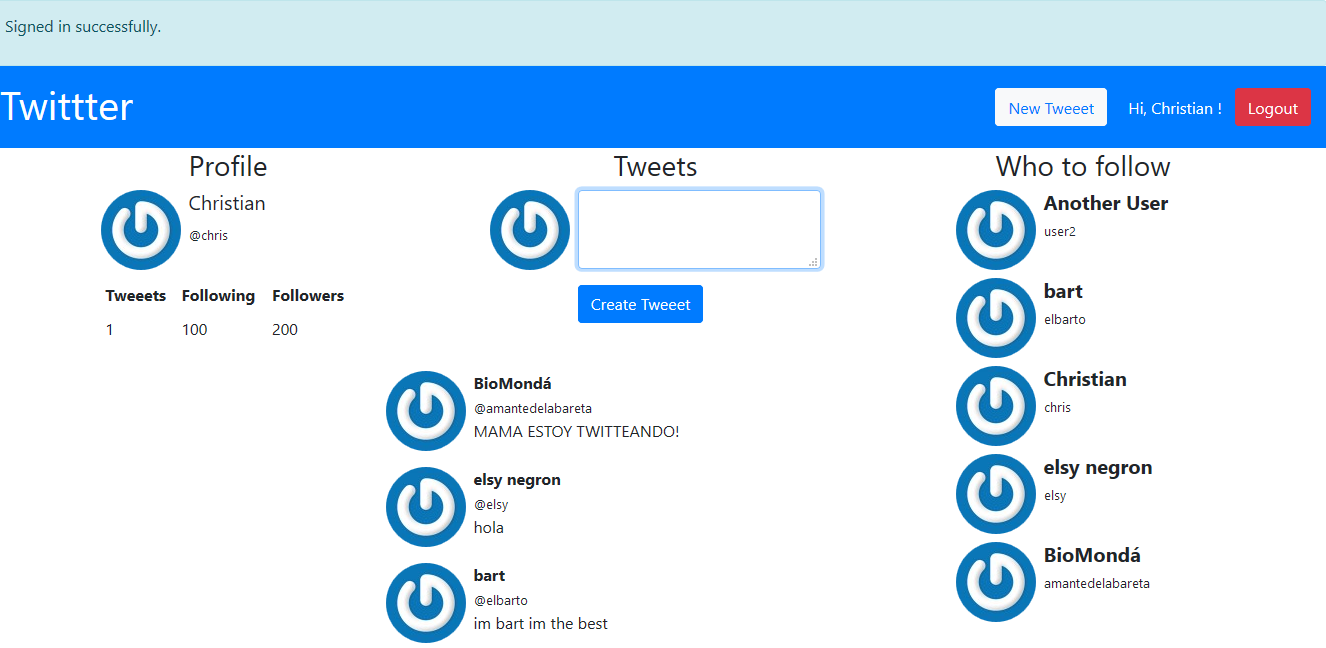 Signed in successfully.
Twittter
New Tweeet
Hi, Christian !
Logout
Profile
Christian
@chris
Tweeets Following Followers
1 100 200
Tweets
Create Tweeet
BioMondá
@amantedelabareta
MAMA ESTOY TWITTEANDO!
elsy negron
@elsy
hola
bart
@elbarto
im bart im the best
Who to follow
Another User
user2
bart
elbarto
Christian
chris
elsy negron
elsy
BioMondá
amantedelabareta